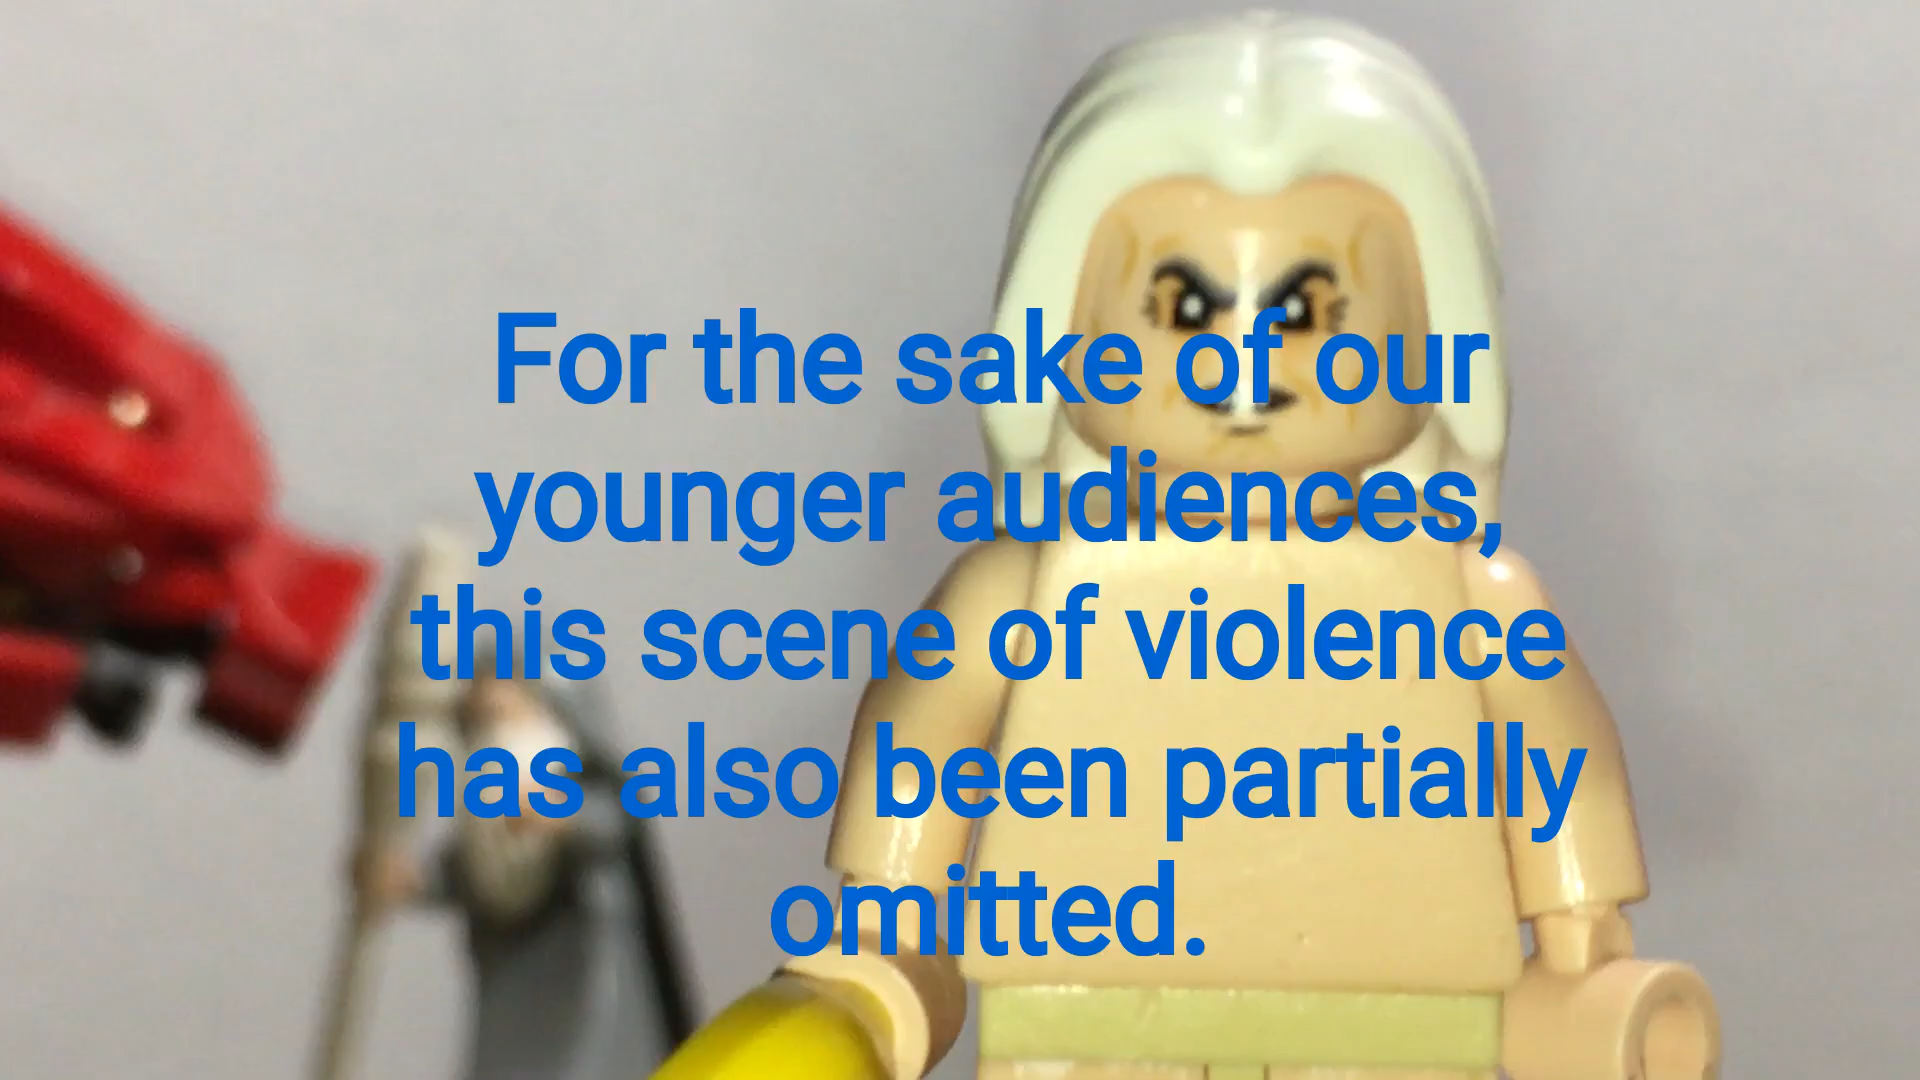 For the sake of our
younger audiences,
this scene of violence
has also been partially
omitted.